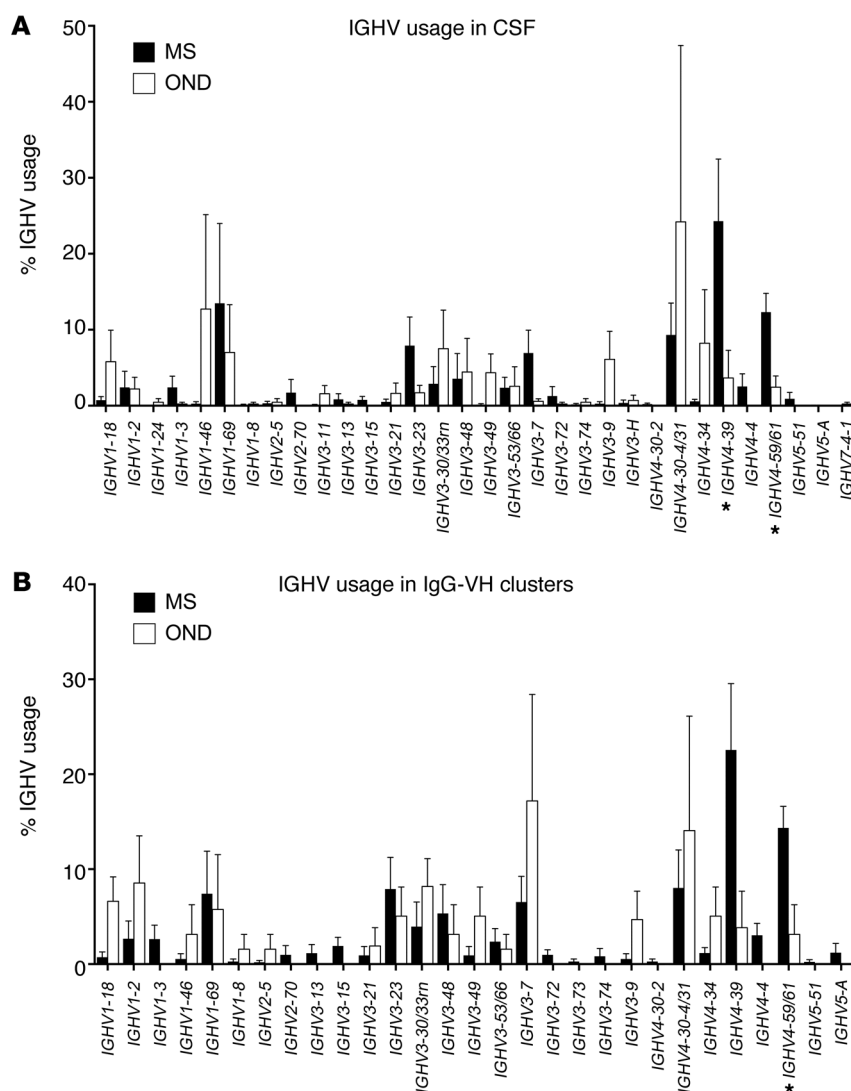 A
IGHV usage in CSF
MS
OND
% IGHV usage
50
40
30
20
10
0
IGHV1-18
IGHV1-2
IGHV1-24
IGHV1-3
IGHV1-46
IGHV1-69
IGHV1-8
IGHV2-5
IGHV2-70
IGHV3-11
IGHV3-13
IGHV3-15
IGHV3-21
IGHV3-23
IGHV3-30/33rn
IGHV3-48
IGHV3-49
IGHV3-53/66
IGHV3-7
IGHV3-72
IGHV3-74
IGHV3-9
IGHV3-H
IGHV4-30-2
IGHV4-30-4/31
IGHV4-34
* IGHV4-39
IGHV4-4
* IGHV4-59/61
IGHV5-51
IGHV5-A
IGHV7-4-1
B
IGHV usage in IgG-VH clusters
MS
OND
% IGHV usage
40
30
20
10
0
IGHV1-18
IGHV1-2
IGHV1-3
IGHV1-46
IGHV1-69
IGHV1-8
IGHV2-5
IGHV2-70
IGHV3-13
IGHV3-15
IGHV3-21
IGHV3-23
IGHV3-30/33rn
IGHV3-48
IGHV3-49
IGHV3-53/66
IGHV3-7
IGHV3-72
IGHV3-73
IGHV3-74
IGHV3-9
IGHV4-30-2
IGHV4-30-4/31
IGHV4-34
IGHV4-39
IGHV4-4
* IGHV4-59/61
IGHV5-51
IGHV5-A